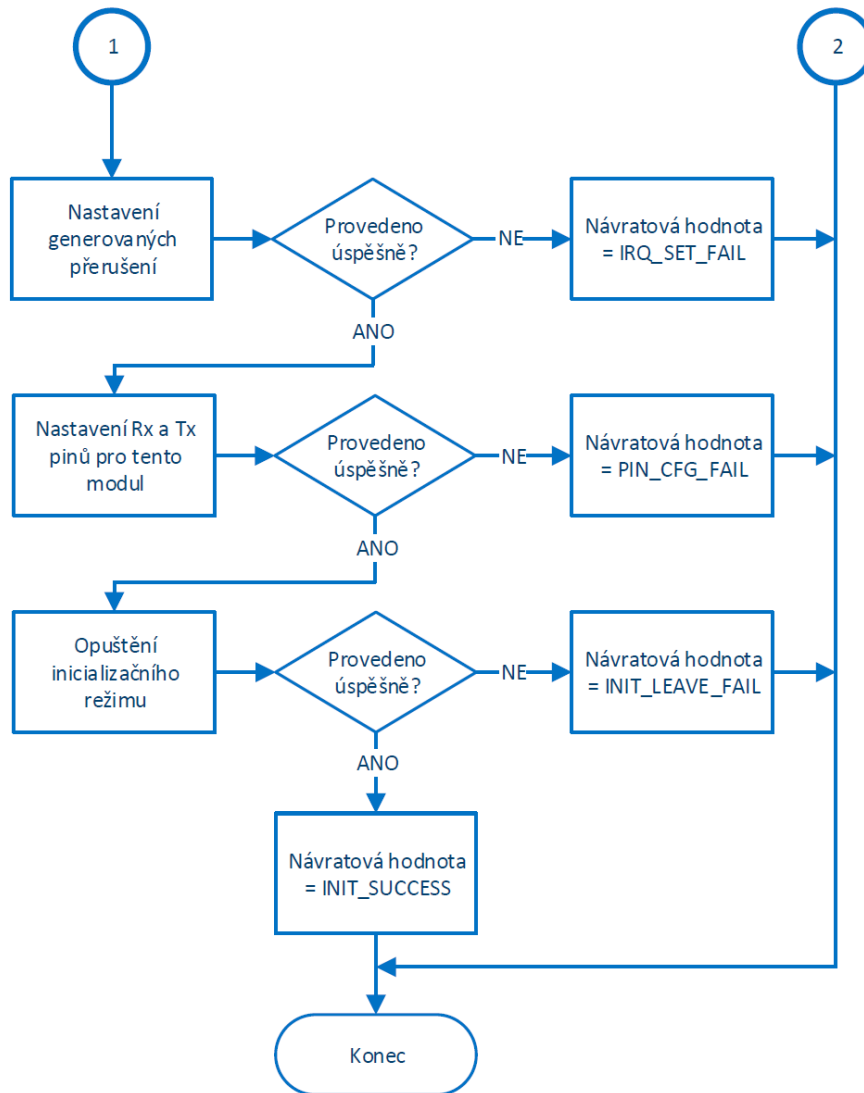 1
2
Nastavení
generovaných
přerušení
Provedeno
úspěšně?
NE
Návratová hodnota
= IRQ_SET_FAIL
ANO
Nastavení Rx a Tx
pinů pro tento
modul
Provedeno
úspěšně?
NE
Návratová hodnota
= PIN_CFG_FAIL
ANO
Opuštění
inicializačního
režimu
Provedeno
úspěšně?
NE
Návratová hodnota
= INIT_LEAVE_FAIL
ANO
Návratová hodnota
= INIT_SUCCESS
Konec